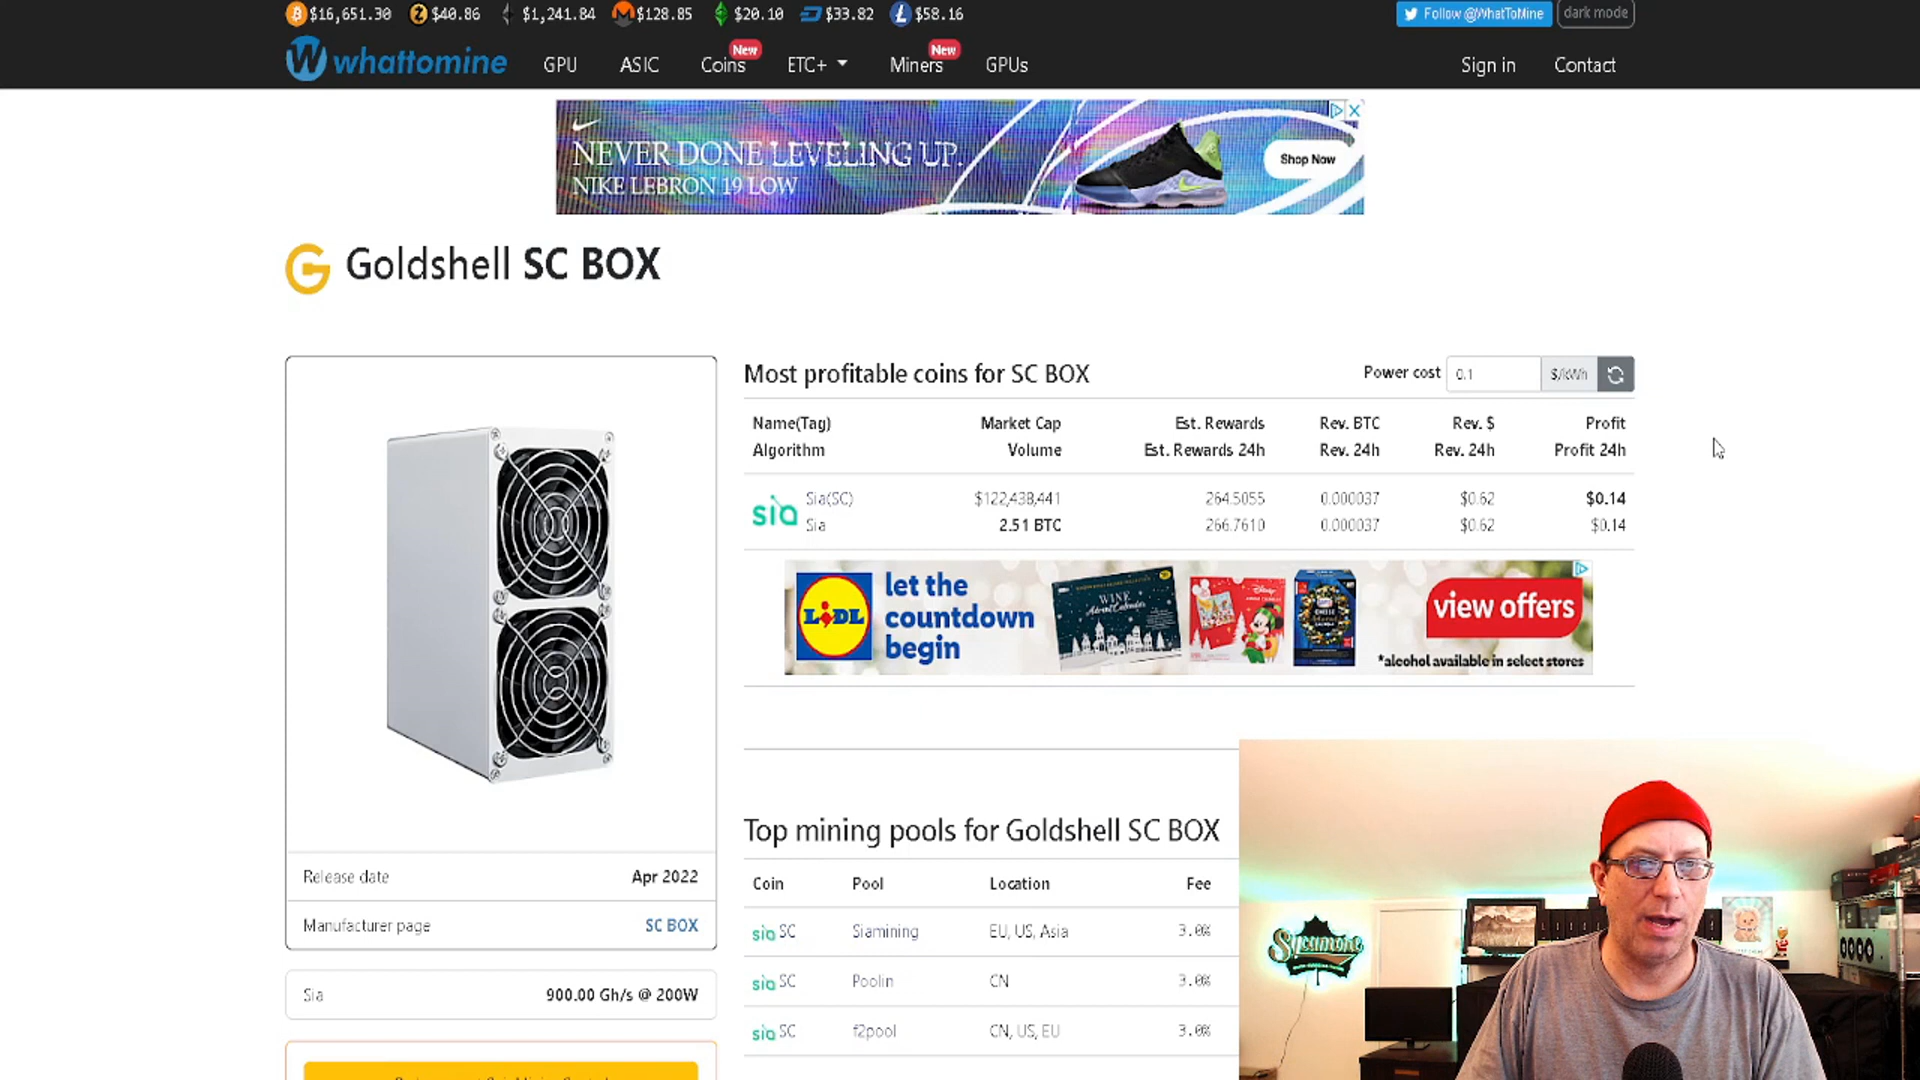 $16,651.30 $40.86 $1,241.84 $128.85 $20.10 $33.82 $58.16 Follow @WhatToMine dark mode
whattomine GPU ASIC Coins New ETC+ Miners New GPUs Sign in Contact
NEVER DONE LEVELING UP.
NIKE LEBRON 19 LOW
Shop Now
Goldshell SC BOX
Most profitable coins for SC BOX Power cost 0.1 $/kWh
Name(Tag) Market Cap Est. Rewards Rev. BTC Rev. $ Profit
Algorithm Volume Est. Rewards 24h Rev. 24h Rev. 24h Profit 24h
sia Sia(SC) $122,438,441 264.5055 0.000037 $0.62 $0.14
Sia 2.51 BTC 266.7610 0.000037 $0.62 $0.14
LIDL
let the
countdown
begin
WINE
Advent Calendar
Disney
view offers
*alcohol available in select stores
Top mining pools for Goldshell SC BOX
Coin Pool Location Fee
sia SC Siamining EU, US, Asia 3.0%
sia SC Poolin CN 3.0%
sia SC f2pool CN, US, EU 3.0%
Release date Apr 2022
Manufacturer page SC BOX
Sia 900.00 Gh/s @ 200W
Sycamore